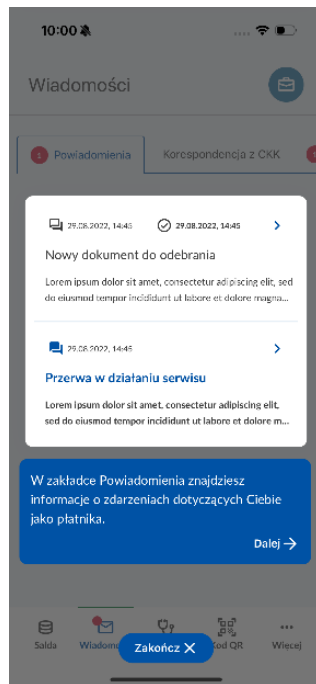 10:00
Wiadomości
1 Powiadomienia Korespondencja z CKK
29.08.2022, 14:45 29.08.2022, 14:45
Nowy dokument do odebrania
Lorem ipsum dolor sit amet, consectetur adipiscing elit, sed
do eiusmod tempor incididunt ut labore et dolore magna...
29.08.2022, 14:45
Przerwa w działaniu serwisu
Lorem ipsum dolor sit amet, consectetur adipiscing elit,
sed do eiusmod tempor incididunt ut labore et dolore m...
W zakładce Powiadomienia znajdziesz
informacje o zdarzeniach dotyczących Ciebie
jako płatnika.
Dalej →
Salda Wiadomo Kod QR Więcej
Zakończ X